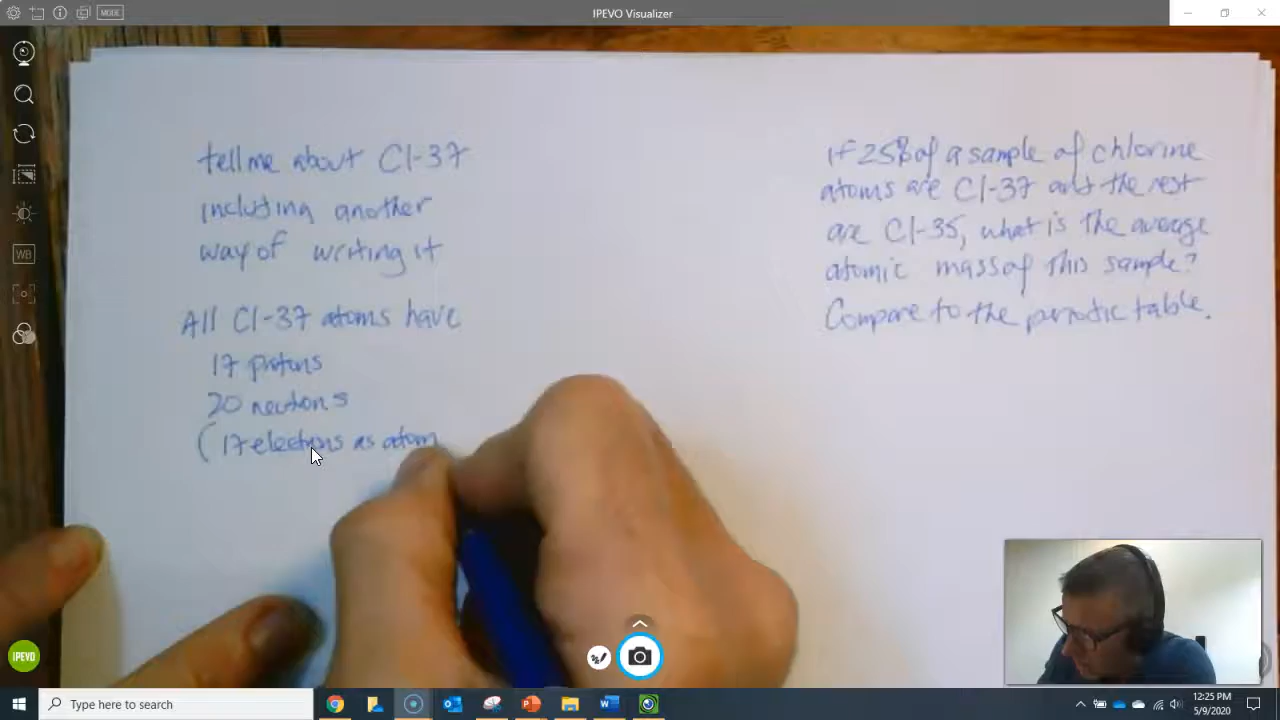 IPEVO Visualizer
MODE
WB
tell me about Cl-37
including another
way of writing it
All Cl-37 atoms have
17 protons
20 neutrons
(17 electrons as atom
If 25% of a sample of chlorine
atoms are Cl-37 and the rest
are Cl-35, what is the average
atomic mass of this sample?
Compare to the periodic table.
IPEVO
Type here to search
12:25 PM
5/9/2020